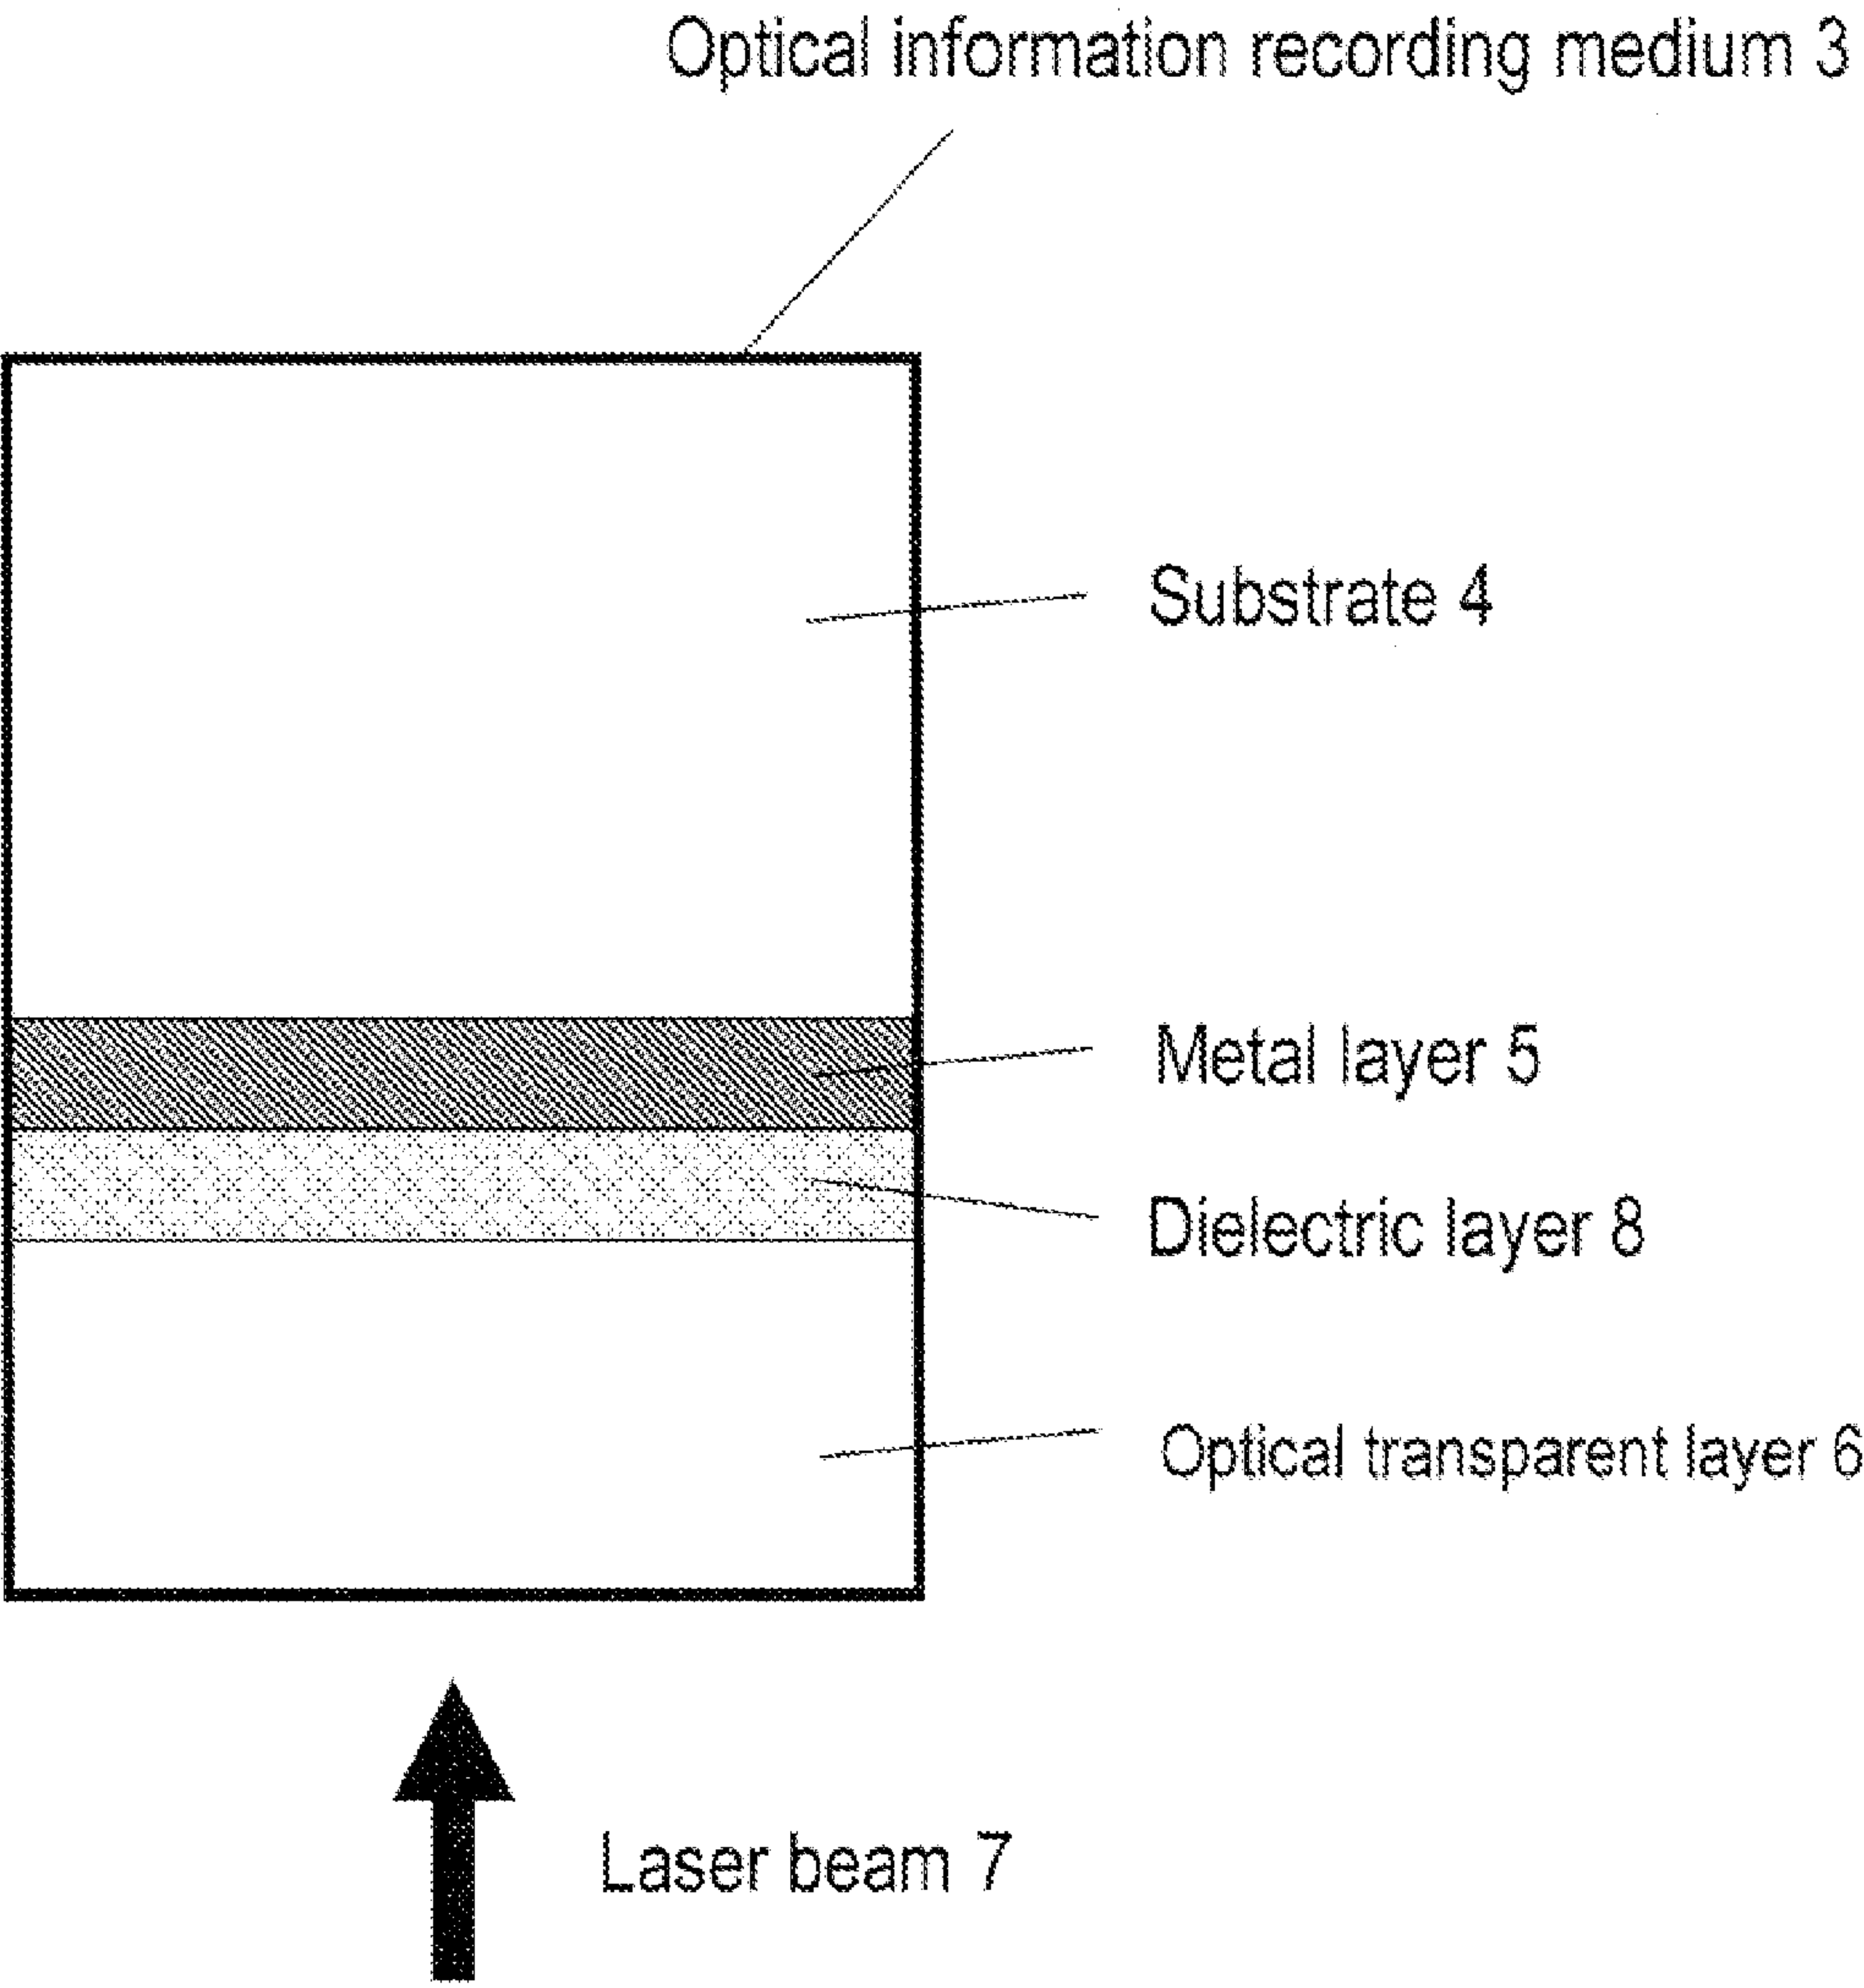 Optical information recording medium 3
Substrate 4
Metal layer 5
Dielectric layer 8
Optical transparent layer 6
Laser beam 7